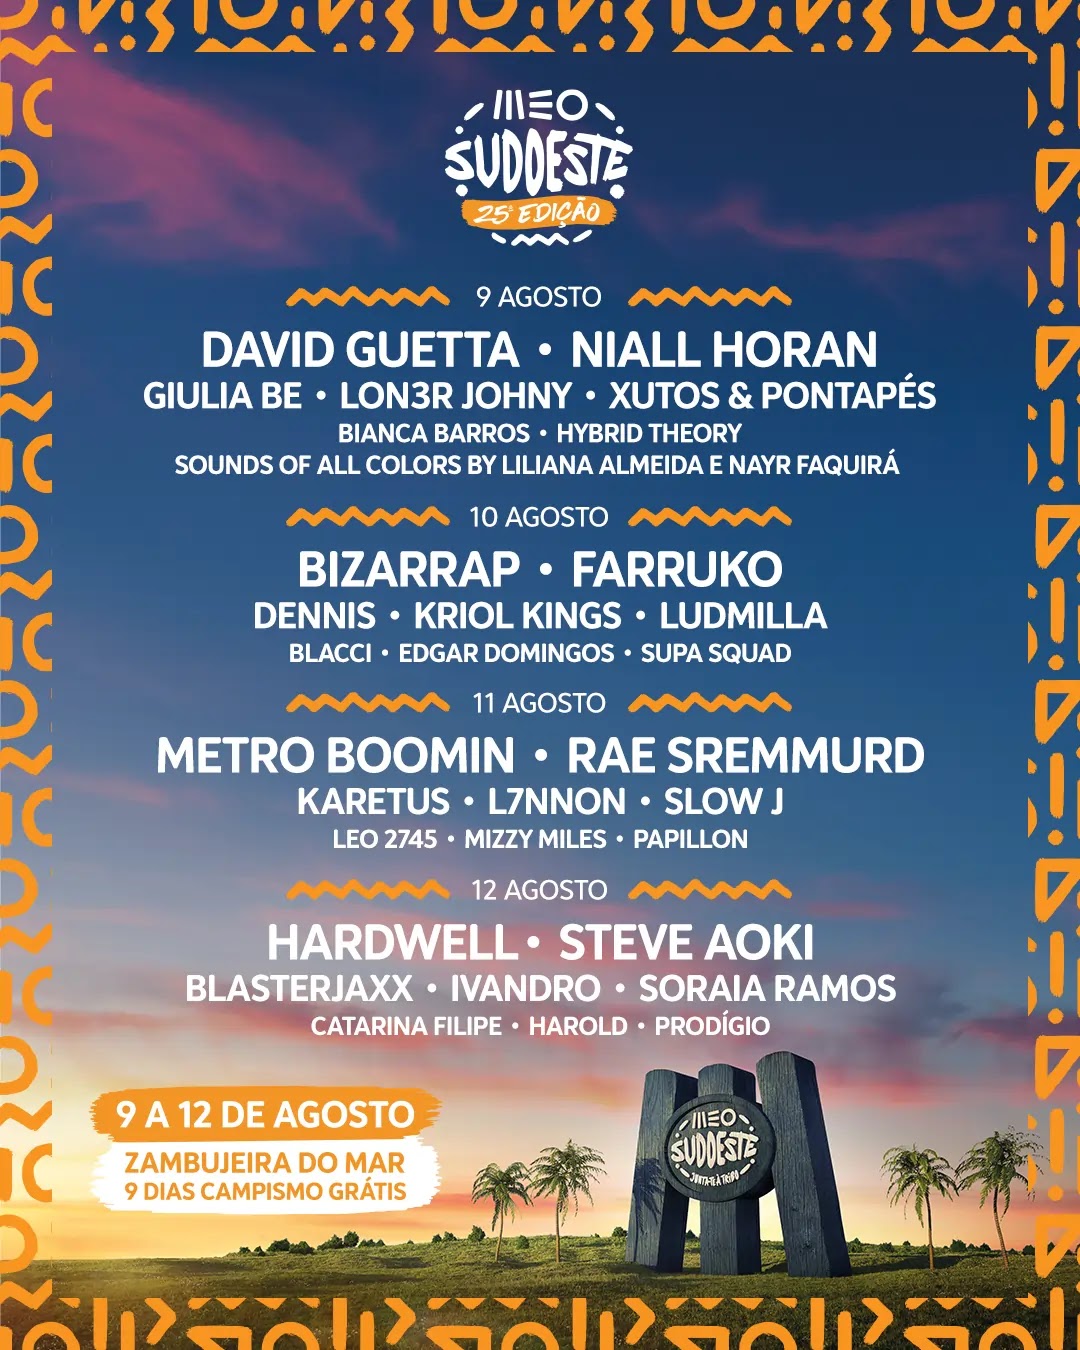 MEO
SUDOESTE
25ª EDIÇÃO
9 AGOSTO
DAVID GUETTA • NIALL HORAN
GIULIA BE • LON3R JOHNY • XUTOS & PONTAPÉS
BIANCA BARROS • HYBRID THEORY
SOUNDS OF ALL COLORS BY LILIANA ALMEIDA E NAYR FAQUIRÁ
10 AGOSTO
BIZARRAP • FARRUKO
DENNIS • KRIOL KINGS • LUDMILLA
BLACCI • EDGAR DOMINGOS • SUPA SQUAD
11 AGOSTO
METRO BOOMIN • RAE SREMMURD
KARETUS • L7NNON • SLOW J
LEO 2745 • MIZZY MILES • PAPILLON
12 AGOSTO
HARDWELL • STEVE AOKI
BLASTERJAXX • IVANDRO • SORAIA RAMOS
CATARINA FILIPE • HAROLD • PRODÍGIO
9 A 12 DE AGOSTO
ZAMBUJEIRA DO MAR
9 DIAS CAMPISMO GRÁTIS
MEO
SUDOESTE
JUNTA-TE À TRIBO